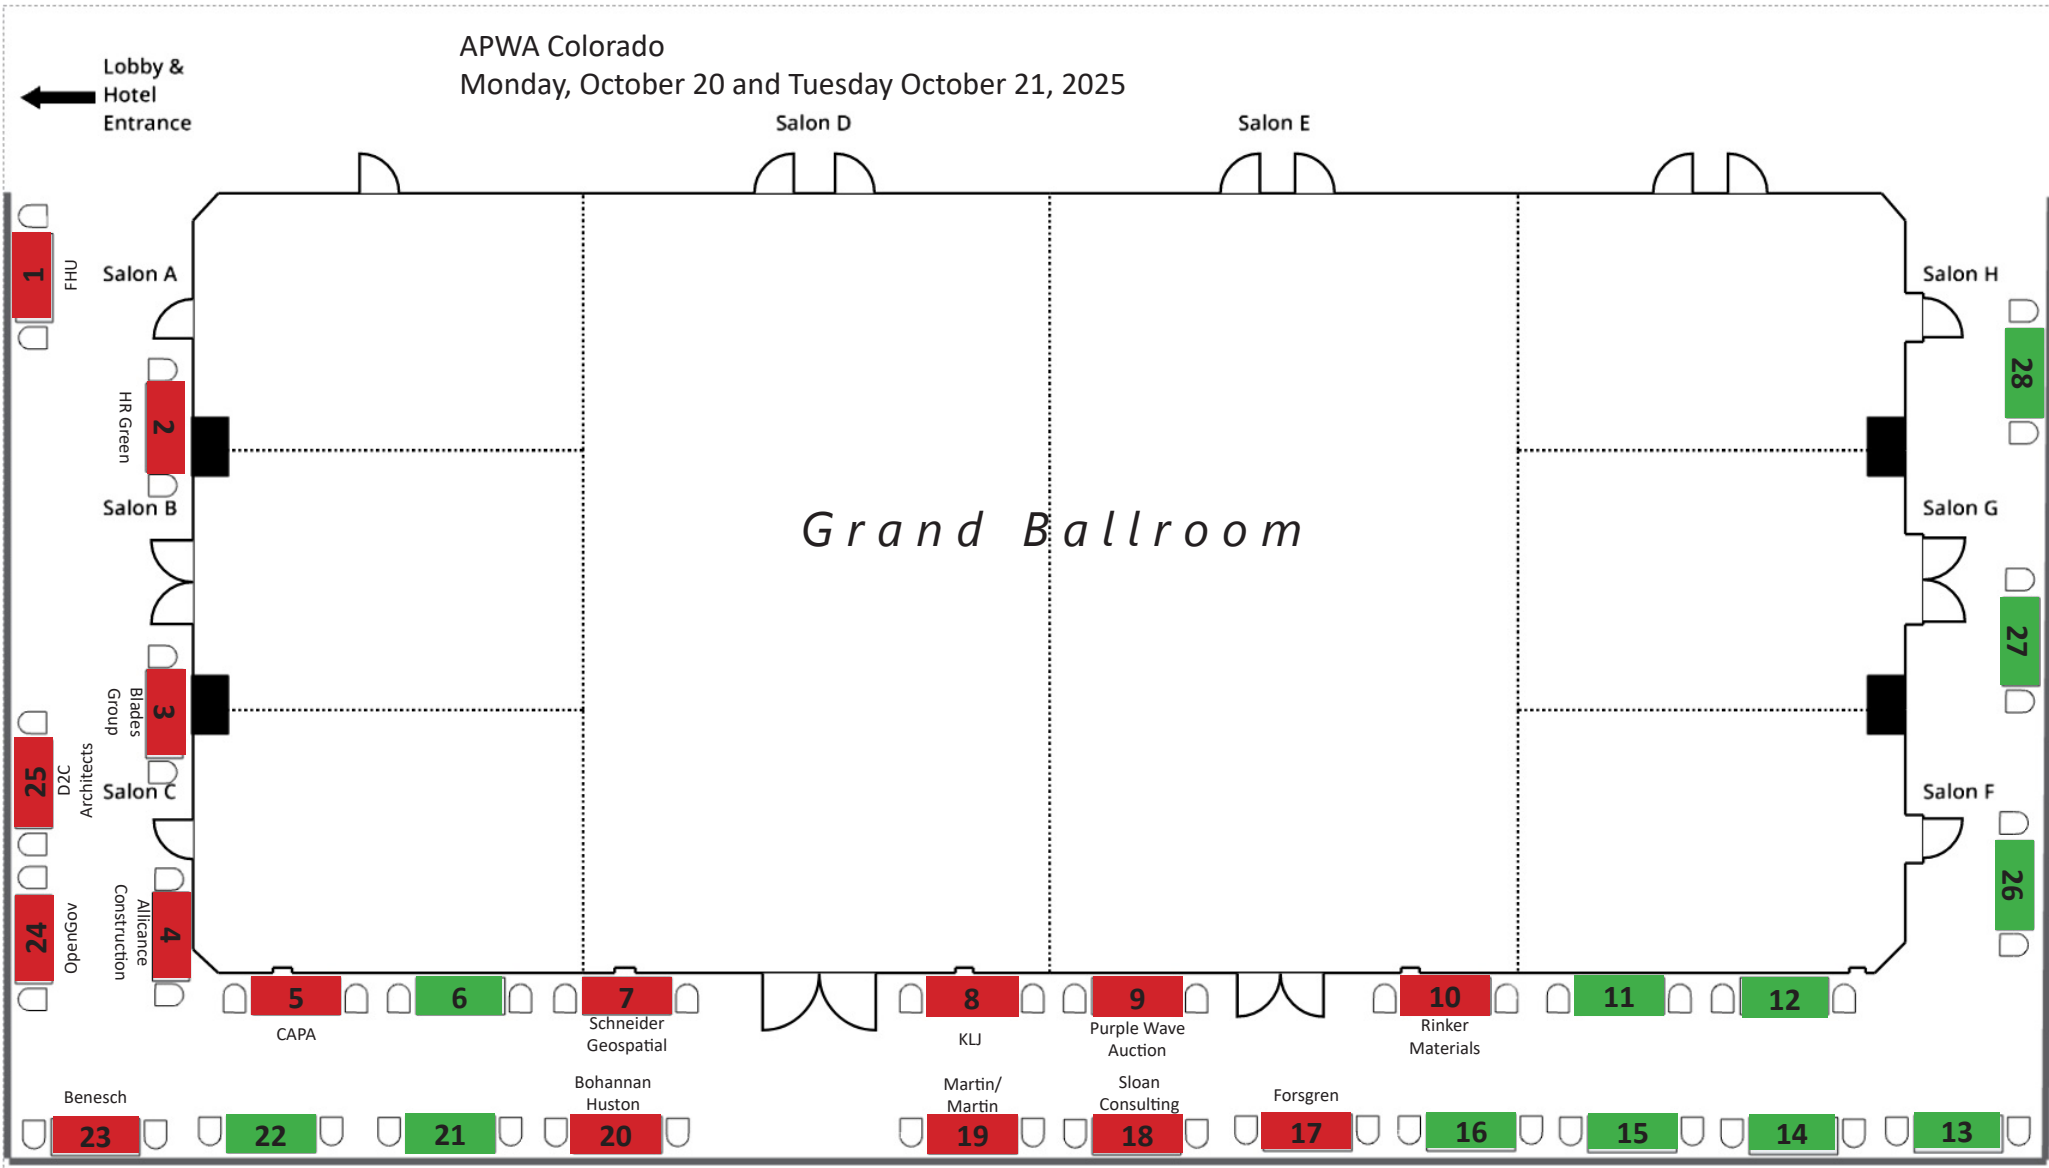 APWA Colorado
Monday, October 20 and Tuesday October 21, 2025
Lobby &
Hotel
Entrance
Salon D
Salon E
1
FHU
Salon A
Salon H
28
2
HR Green
Salon B
Salon G
Grand Ballroom
27
3
Blades
Group
25
D2C
Architects
Salon C
Salon F
26
24
OpenGov
4
Allicance
Construction
5
CAPA
6
7
Schneider
Geospatial
8
KLJ
9
Purple Wave
Auction
10
Rinker
Materials
11
12
Benesch
23
22
21
Bohannan
Huston
20
Martin/
Martin
19
Sloan
Consulting
18
Forsgren
17
16
15
14
13